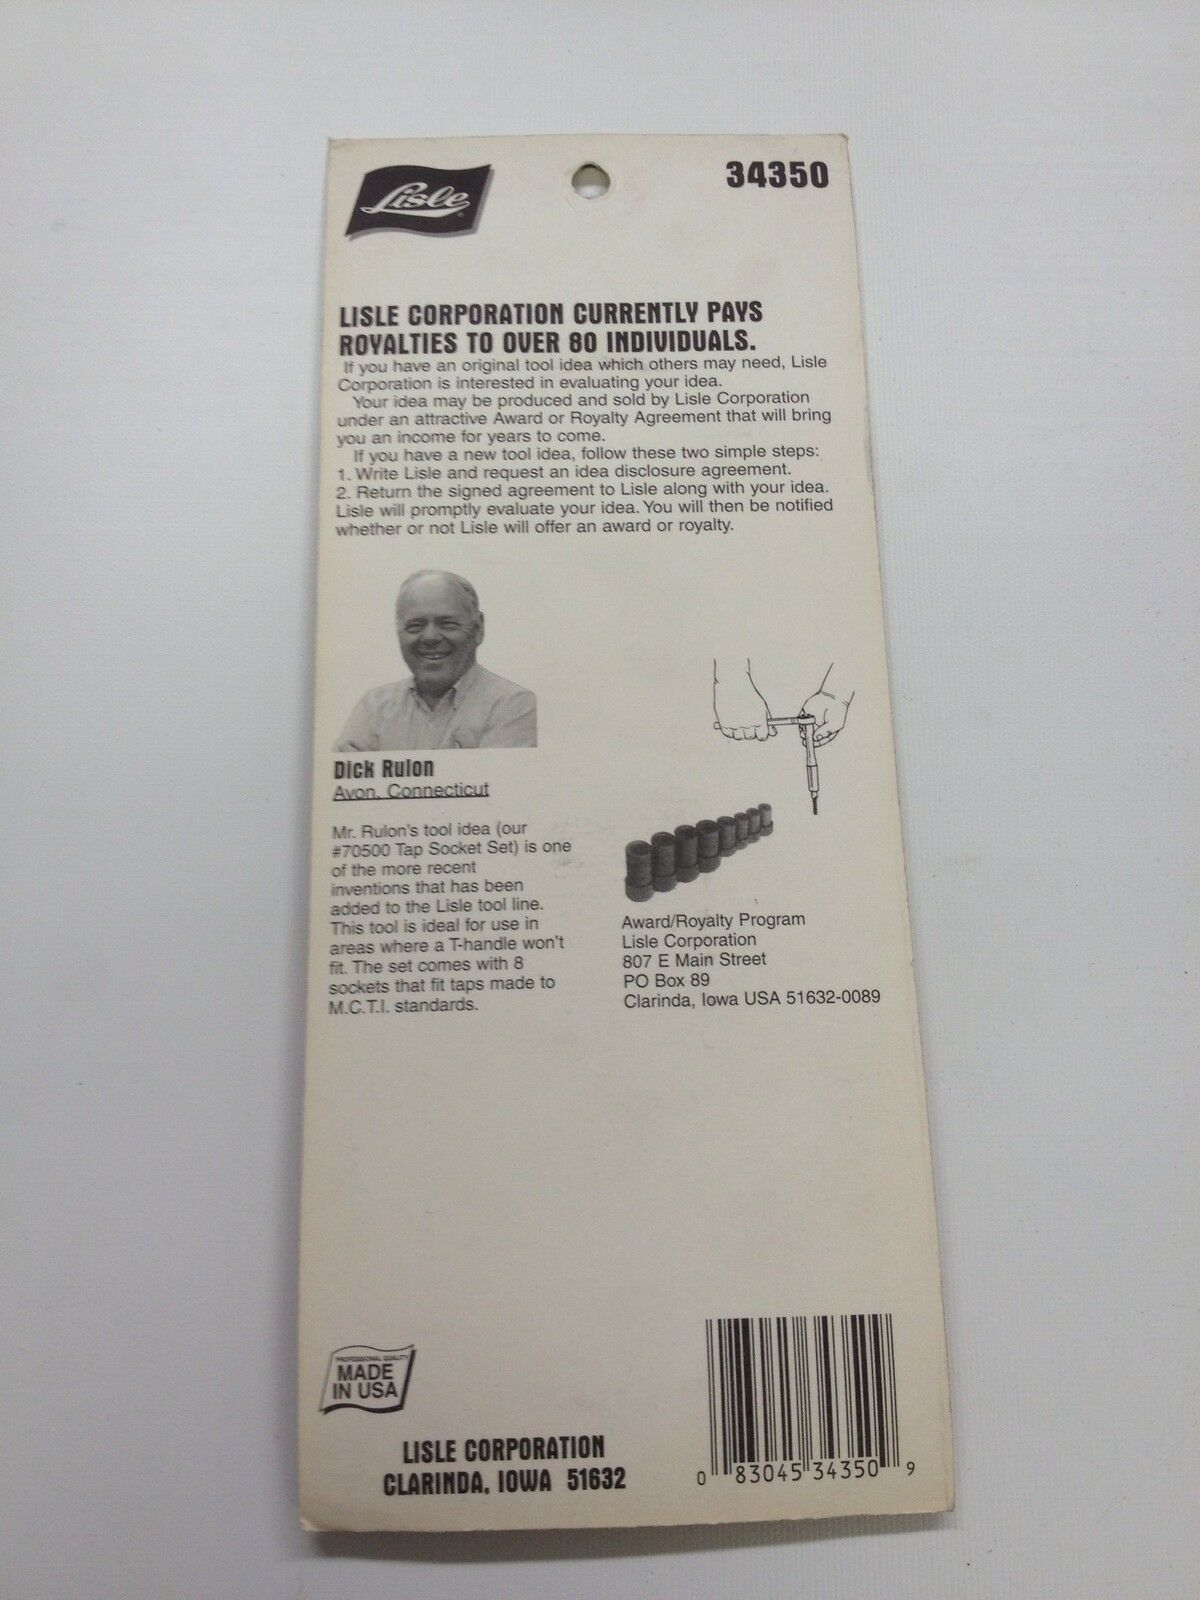 Lisle
34350
LISLE CORPORATION CURRENTLY PAYS
ROYALTIES TO OVER 80 INDIVIDUALS.
If you have an original tool idea which others may need, Lisle
Corporation is interested in evaluating your idea.
Your idea may be produced and sold by Lisle Corporation
under an attractive Award or Royalty Agreement that will bring
you an income for years to come.
If you have a new tool idea, follow these two simple steps:
1. Write Lisle and request an idea disclosure agreement.
2. Return the signed agreement to Lisle along with your idea.
Lisle will promptly evaluate your idea. You will then be notified
whether or not Lisle will offer an award or royalty.
Dick Rulon
Avon, Connecticut
Mr. Rulon's tool idea (our
#70500 Tap Socket Set) is one
of the more recent
inventions that has been
added to the Lisle tool line.
This tool is ideal for use in
areas where a T-handle won't
fit. The set comes with 8
sockets that fit taps made to
M.C.T.I. standards.
Award/Royalty Program
Lisle Corporation
807 E Main Street
PO Box 89
Clarinda, Iowa USA 51632-0089
PROFESSIONAL QUALITY
MADE
IN USA
LISLE CORPORATION
CLARINDA, IOWA 51632
0 83045 34350 9